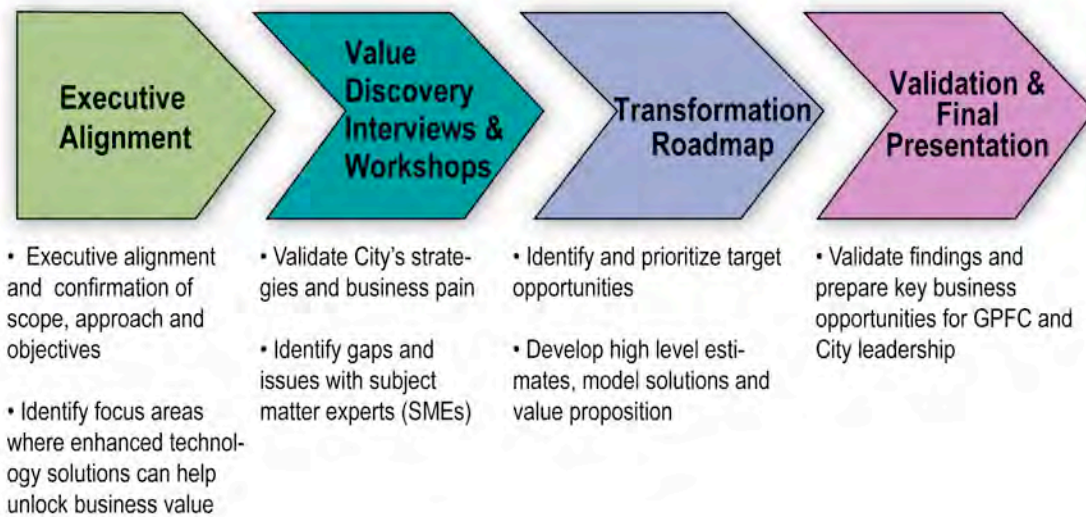 Executive
Alignment
Value
Discovery
Interviews &
Workshops
Transformation
Roadmap
Validation &
Final
Presentation
• Executive alignment
and confirmation of
scope, approach and
objectives
• Identify focus areas
where enhanced technol-
ogy solutions can help
unlock business value
• Validate City's strate-
gies and business pain
• Identify gaps and
issues with subject
matter experts (SMEs)
• Identify and prioritize target
opportunities
• Develop high level esti-
mates, model solutions and
value proposition
• Validate findings and
prepare key business
opportunities for GPFC and
City leadership